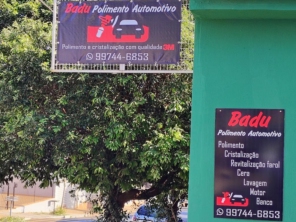 Badu
Polimento Automotivo
Polimento e cristalização com qualidade 3M
99744-6853
Badu
Polimento Automotivo
Polimento
Cristalização
Revitalização farol
Cera
Lavagem
Motor
Banco
99744-6853